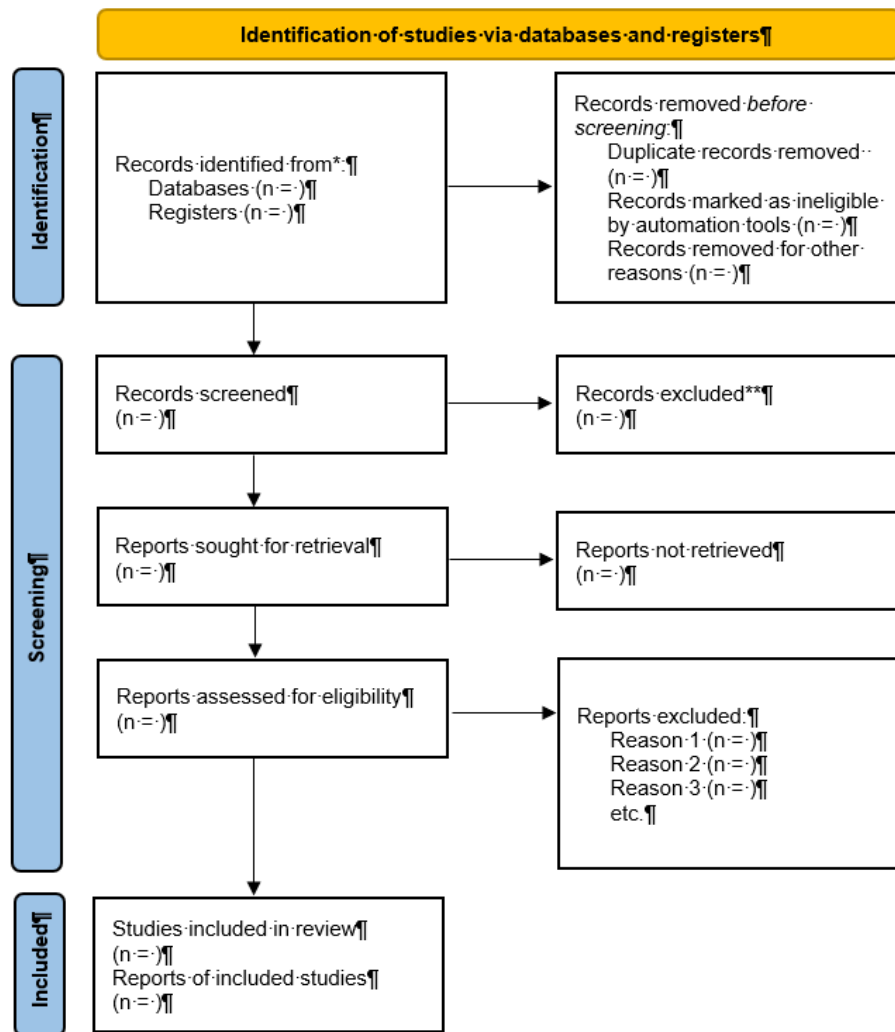 Identification·of·studies·via·databases·and·registers¶
Identification¶
Records·identified·from*:¶
Databases·(n·=·)¶
Registers·(n·=·)¶
Records·removed·before·
screening:¶
Duplicate·records·removed··
(n·=·)¶
Records·marked·as·ineligible·
by·automation·tools·(n·=·)¶
Records·removed·for·other·
reasons·(n·=·)¶
Screening¶
Records·screened¶
(n·=·)¶
Records·excluded**¶
(n·=·)¶
Reports·sought·for·retrieval¶
(n·=·)¶
Reports·not·retrieved¶
(n·=·)¶
Reports·assessed·for·eligibility¶
(n·=·)¶
Reports·excluded:¶
Reason·1·(n·=·)¶
Reason·2·(n·=·)¶
Reason·3·(n·=·)¶
etc.¶
Included¶
Studies·included·in·review¶
(n·=·)¶
Reports·of·included·studies¶
(n·=·)¶